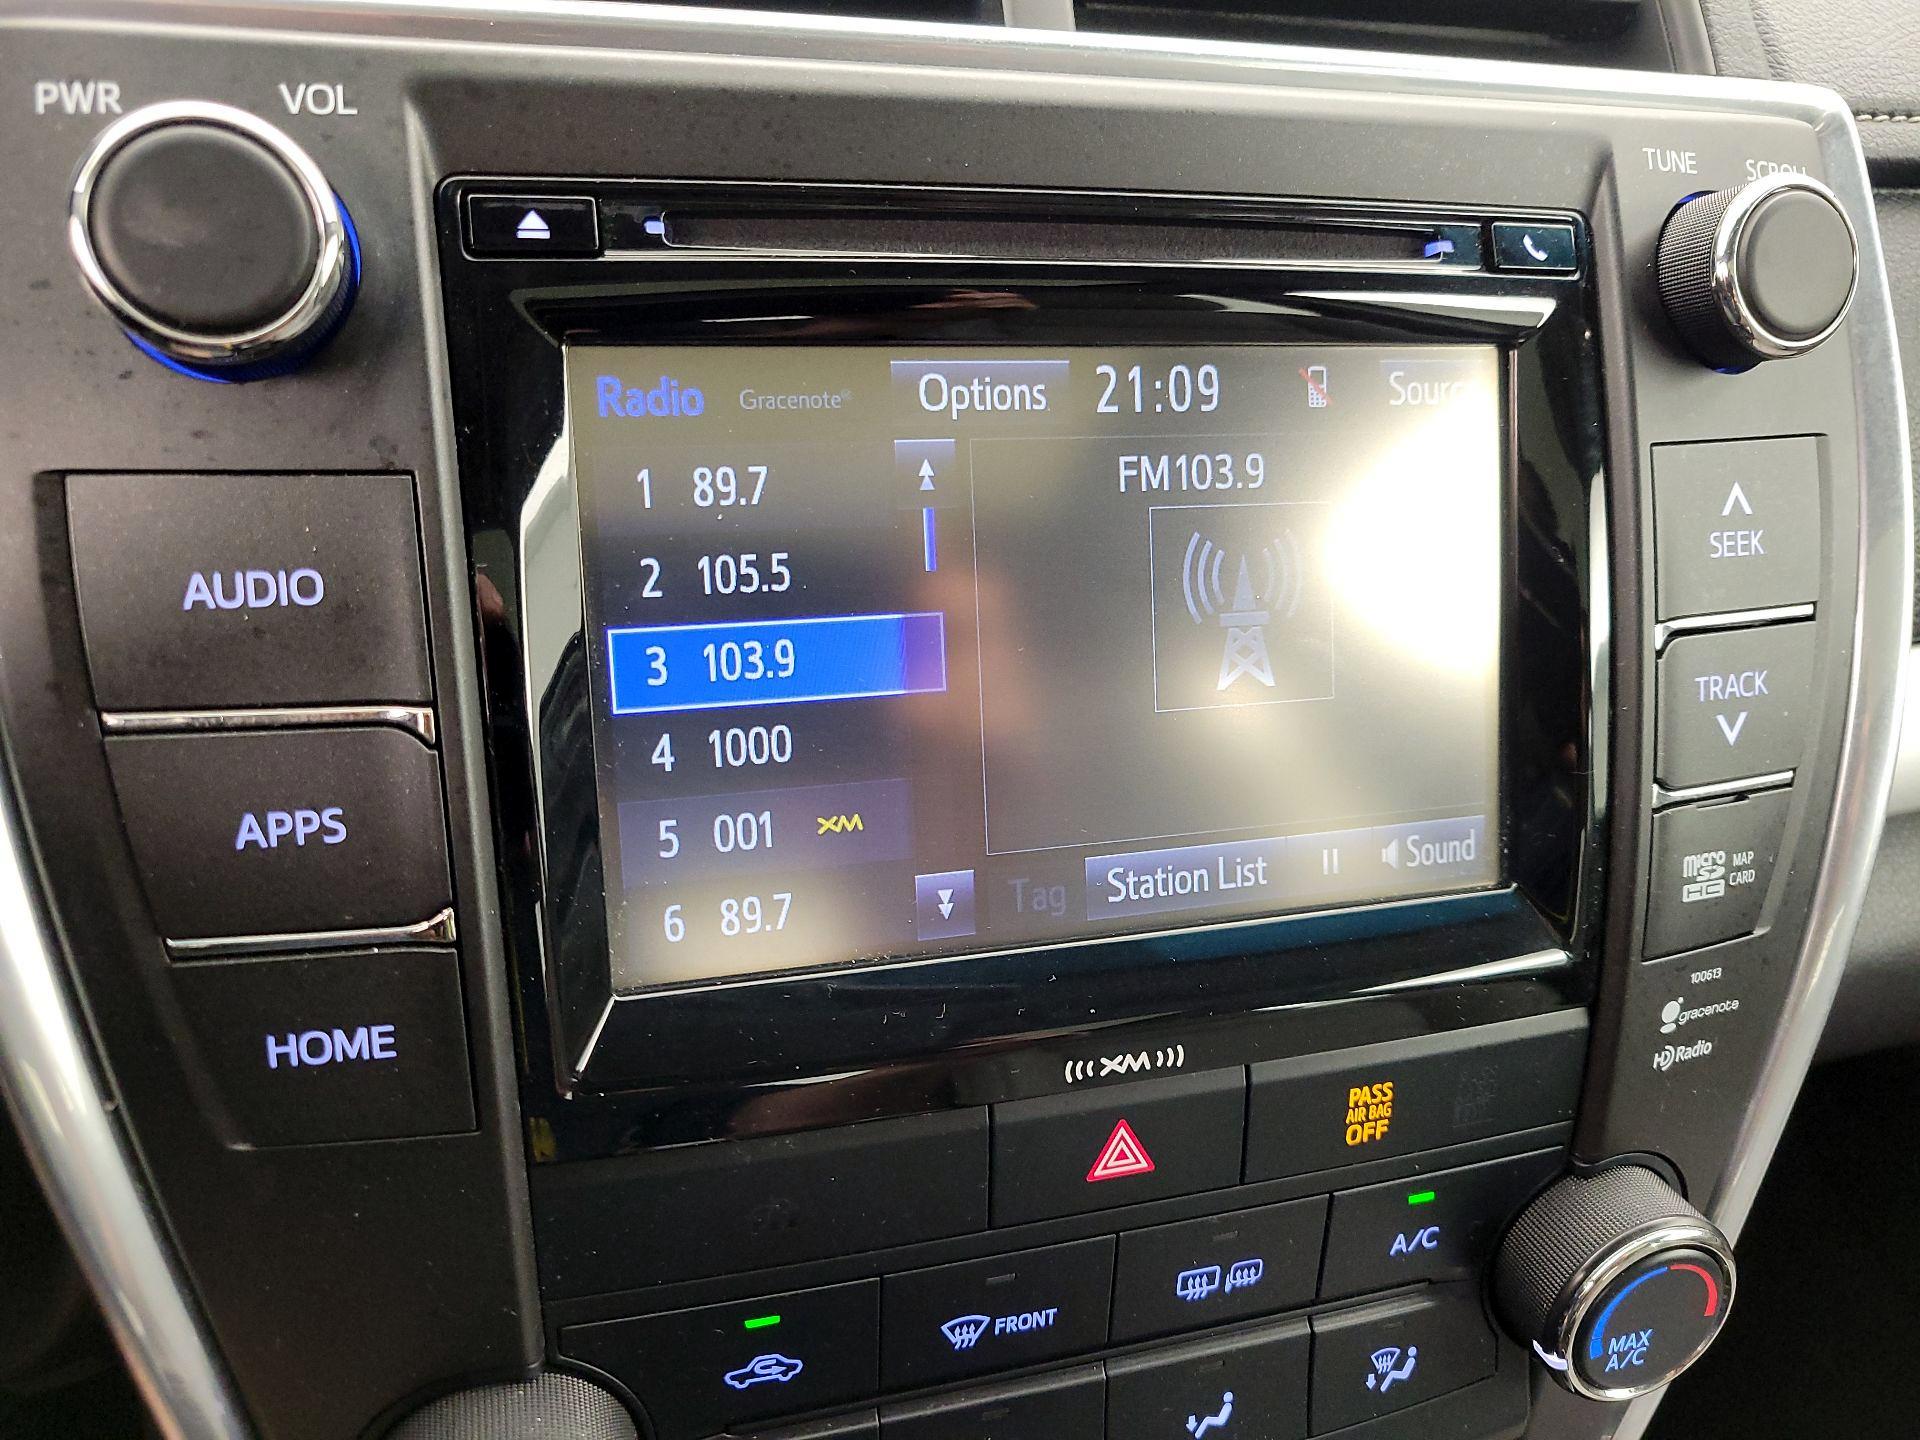 PWR VOL
TUNE SCROLL
Radio Gracenote® Options 21:09 Source
1 89.7
2 105.5
3 103.9
4 1000
5 001 XM
6 89.7
FM103.9
Tag Station List Sound
AUDIO
APPS
HOME
SEEK
TRACK
micro SD HC MAP CARD
100613
gracenote
HD Radio
(((XM)))
PASS
AIR BAG
OFF
A/C
FRONT
MAX
A/C